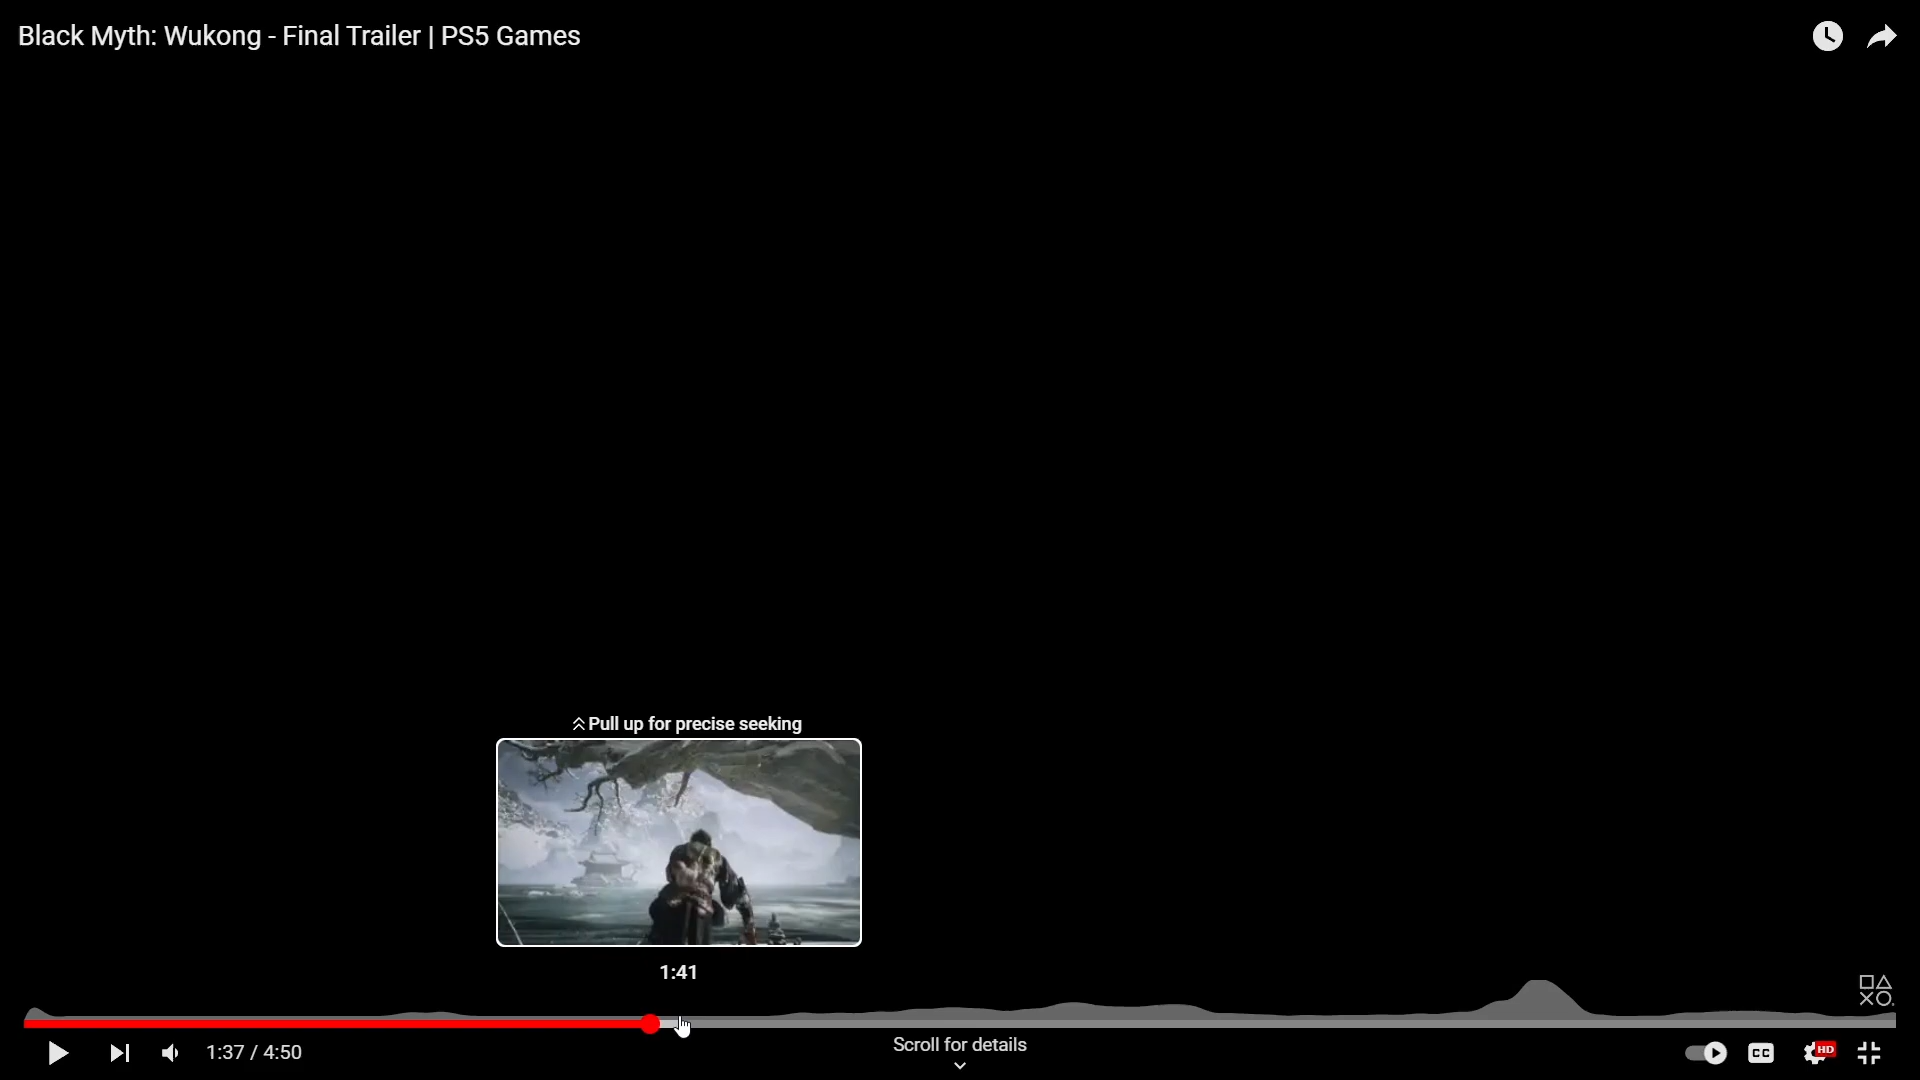 Black Myth: Wukong - Final Trailer | PS5 Games
Pull up for precise seeking
1:41
1:37 / 4:50
Scroll for details
CC
HD